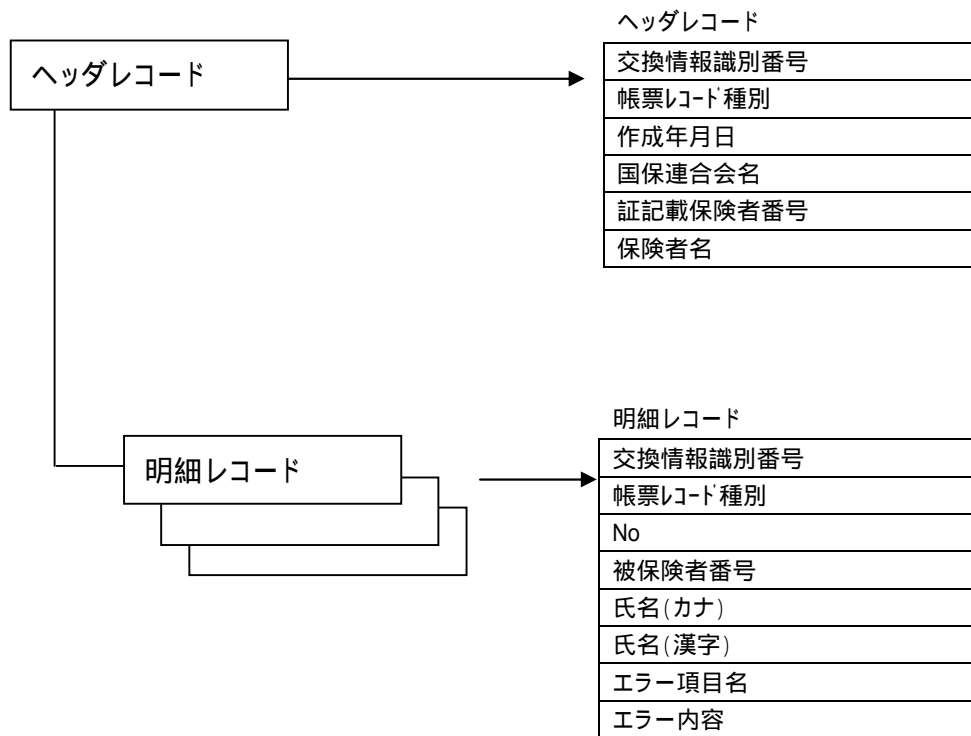 ヘッダレコード
ヘッダレコード
交換情報識別番号
帳票ﾚｺｰﾄﾞ種別
作成年月日
国保連合会名
証記載保険者番号
保険者名
明細レコード
明細レコード
交換情報識別番号
帳票ﾚｺｰﾄﾞ種別
No
被保険者番号
氏名(カナ)
氏名(漢字)
エラー項目名
エラー内容